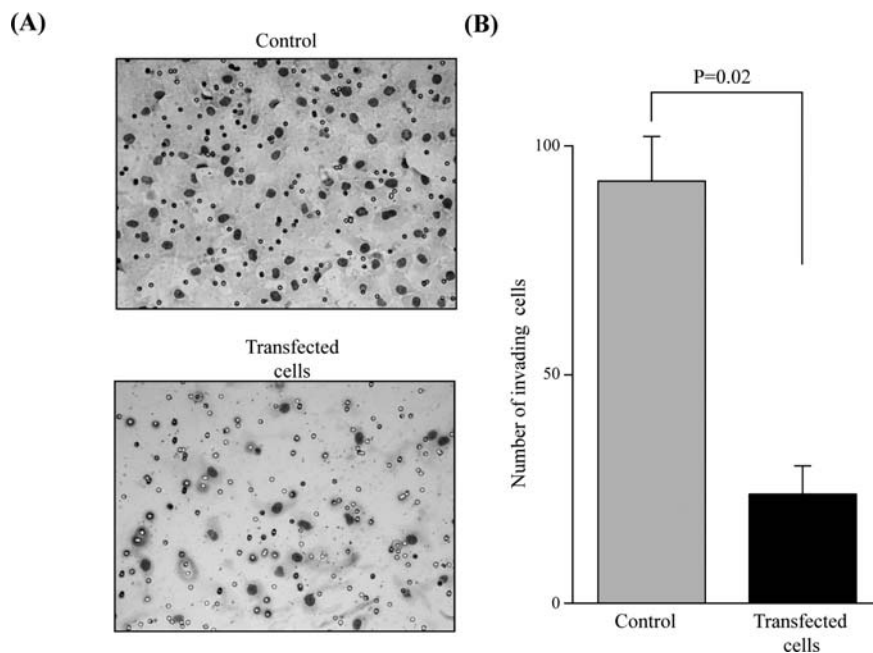 (A)
Control
Transfected
cells
(B)
P=0.02
Number of invading cells
100
50
0
Control
Transfected
cells